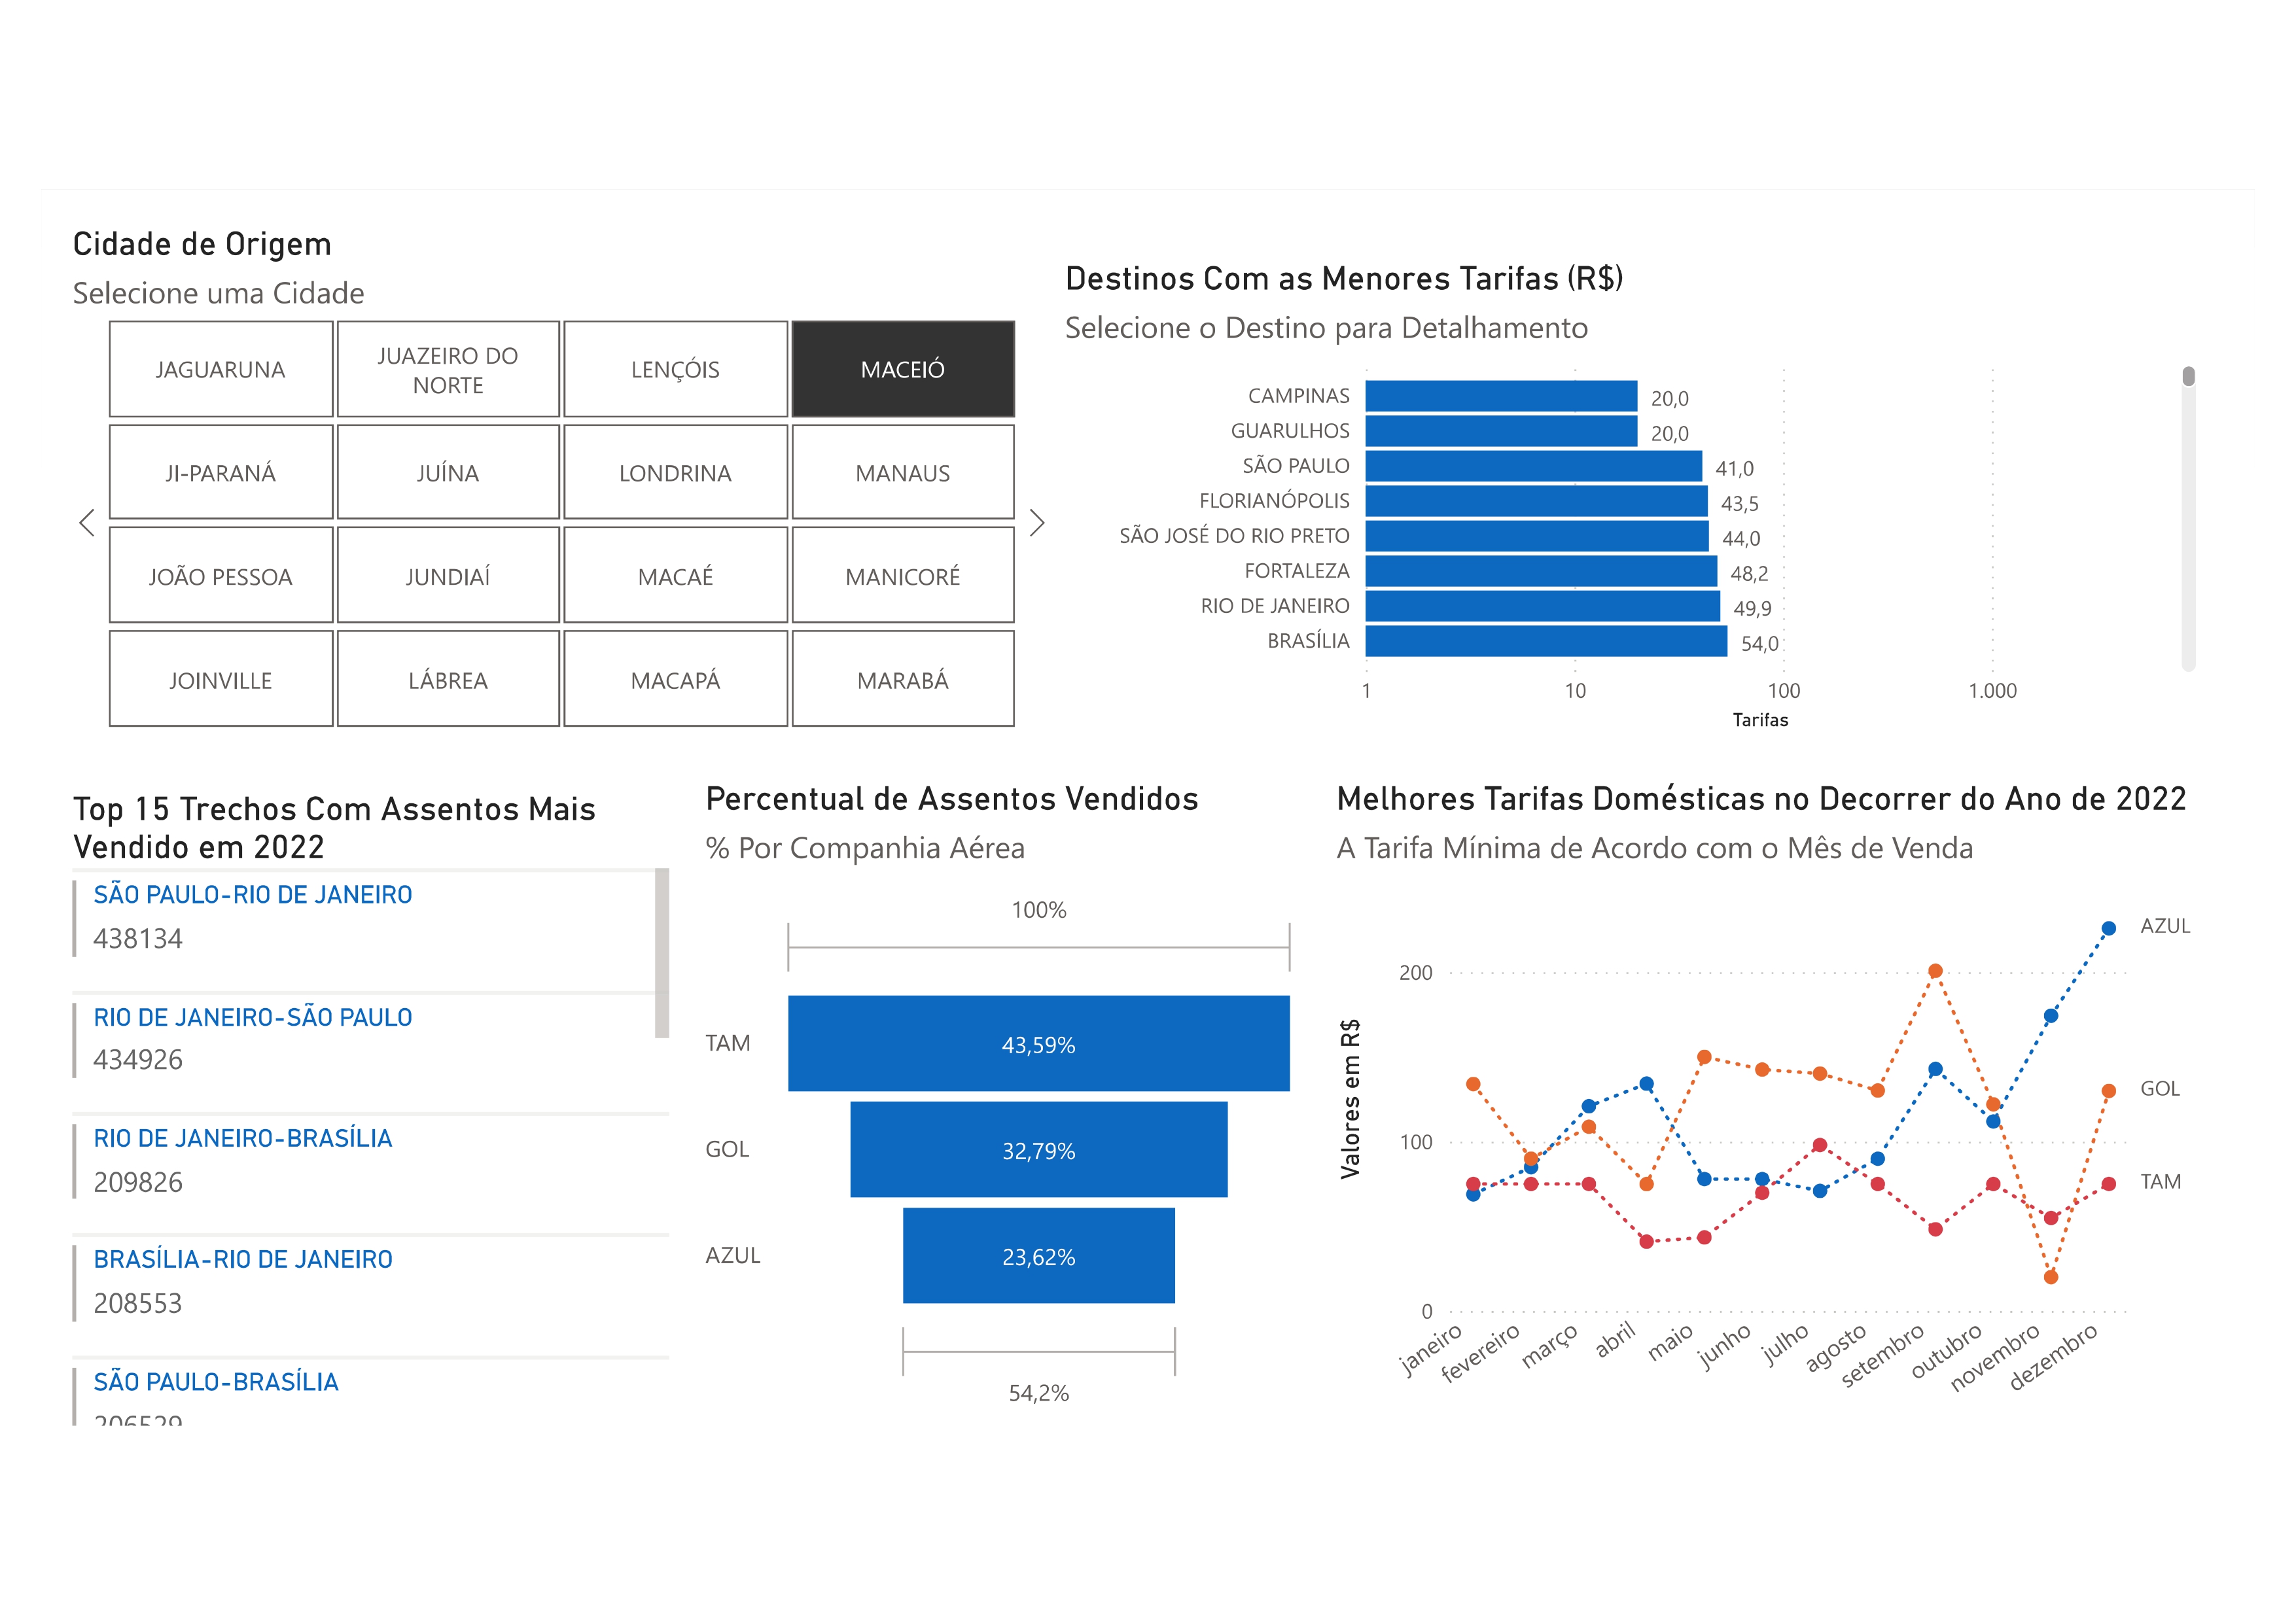 Cidade de Origem
Selecione uma Cidade
JAGUARUNA
JUAZEIRO DO
NORTE
LENÇÓIS
MACEIÓ
JI-PARANÁ
JUÍNA
LONDRINA
MANAUS
JOÃO PESSOA
JUNDIAÍ
MACAÉ
MANICORÉ
JOINVILLE
LÁBREA
MACAPÁ
MARABÁ
Destinos Com as Menores Tarifas (R$)
Selecione o Destino para Detalhamento
CAMPINAS 20,0
GUARULHOS 20,0
SÃO PAULO 41,0
FLORIANÓPOLIS 43,5
SÃO JOSÉ DO RIO PRETO 44,0
FORTALEZA 48,2
RIO DE JANEIRO 49,9
BRASÍLIA 54,0
1 10 100 1.000
Tarifas
Top 15 Trechos Com Assentos Mais
Vendido em 2022
SÃO PAULO-RIO DE JANEIRO
438134
RIO DE JANEIRO-SÃO PAULO
434926
RIO DE JANEIRO-BRASÍLIA
209826
BRASÍLIA-RIO DE JANEIRO
208553
SÃO PAULO-BRASÍLIA
206529
Percentual de Assentos Vendidos
% Por Companhia Aérea
100%
TAM 43,59%
GOL 32,79%
AZUL 23,62%
54,2%
Melhores Tarifas Domésticas no Decorrer do Ano de 2022
A Tarifa Mínima de Acordo com o Mês de Venda
Valores em R$
200
100
0
AZUL
GOL
TAM
janeiro fevereiro março abril maio junho julho agosto setembro outubro novembro dezembro